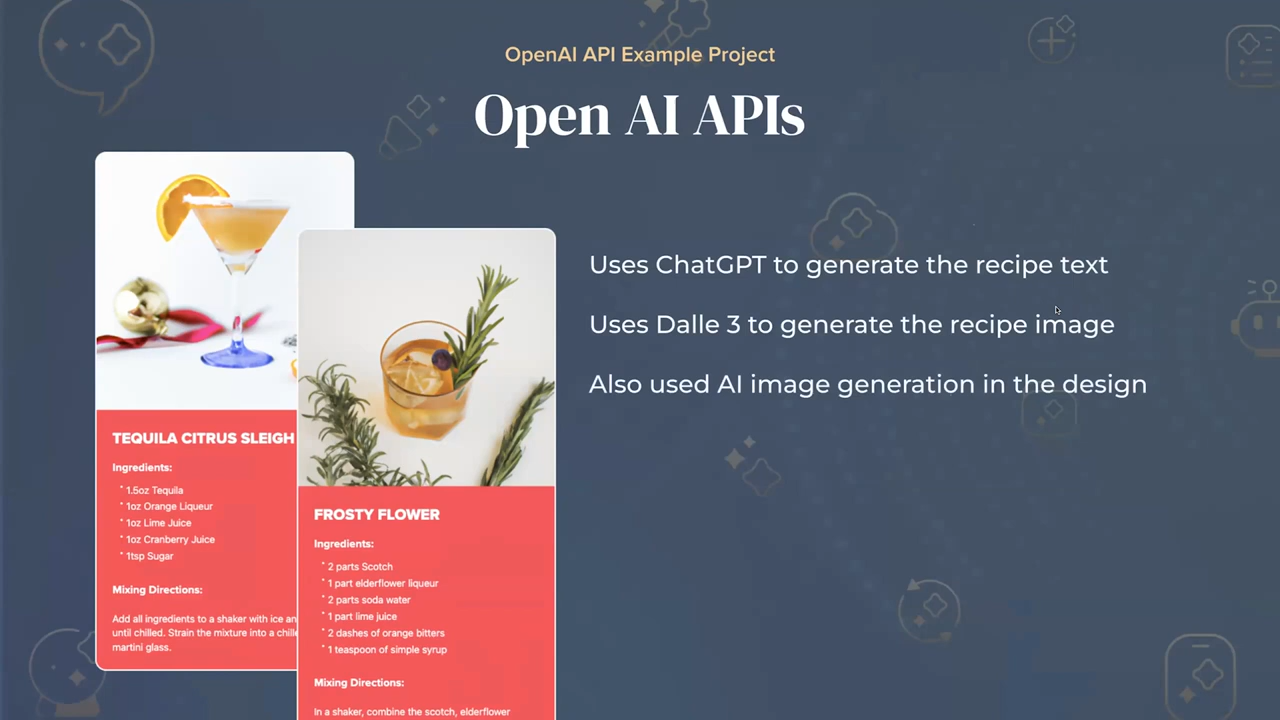 OpenAI API Example Project
Open AI APIs
Uses ChatGPT to generate the recipe text
Uses Dalle 3 to generate the recipe image
Also used AI image generation in the design
TEQUILA CITRUS SLEIGH
Ingredients:
* 1.5oz Tequila
* 1oz Orange Liqueur
* 1oz Lime Juice
* 1oz Cranberry Juice
* 1tsp Sugar
Mixing Directions:
Add all ingredients to a shaker with ice
until chilled. Strain the mixture into a
martini glass.
FROSTY FLOWER
Ingredients:
* 2 parts Scotch
* 1 part elderflower liqueur
* 2 parts soda water
* 1 part lime juice
* 2 dashes of orange bitters
* 1 teaspoon of simple syrup
Mixing Directions:
In a shaker, combine the scotch, elderflower